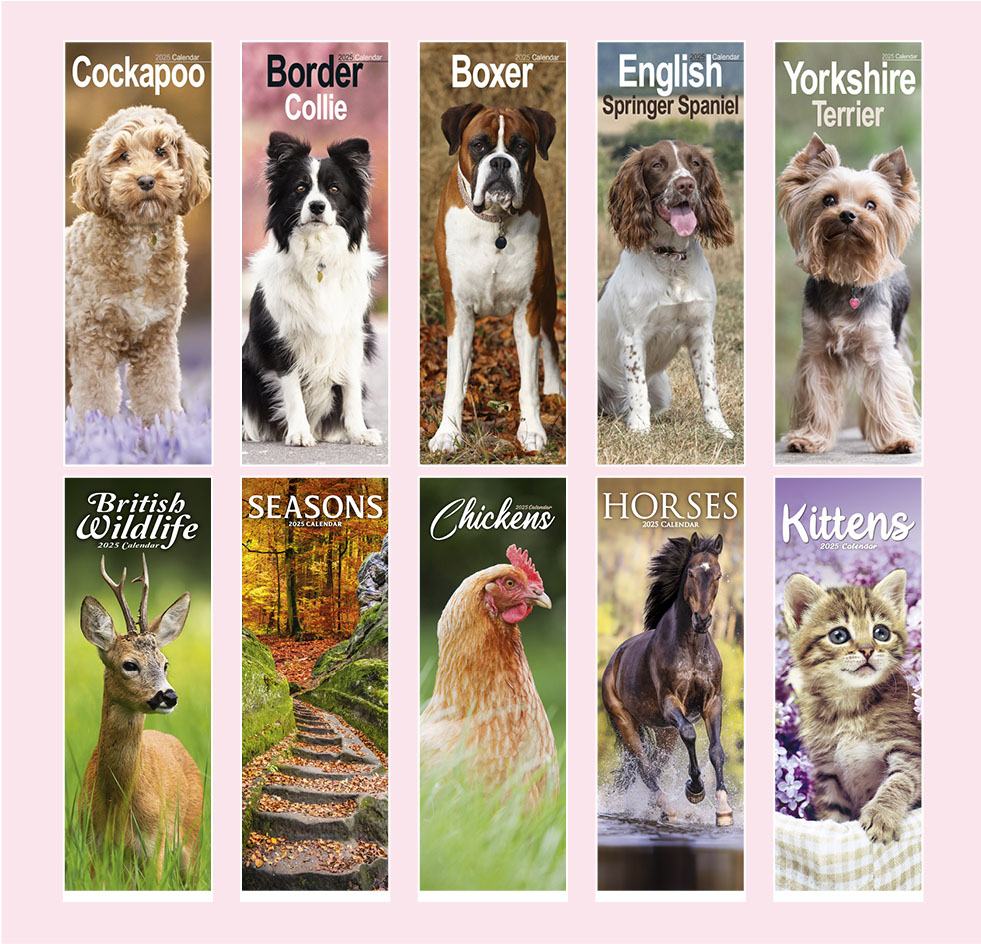 2025 Calendar
Cockapoo
2025 Calendar
Border
Collie
2025 Calendar
Boxer
2025 Calendar
English
Springer Spaniel
2025 Calendar
Yorkshire
Terrier
British
Wildlife
2025 Calendar
SEASONS
2025 CALENDAR
2025 Calendar
Chickens
HORSES
2025 CALENDAR
Kittens
2025 Calendar